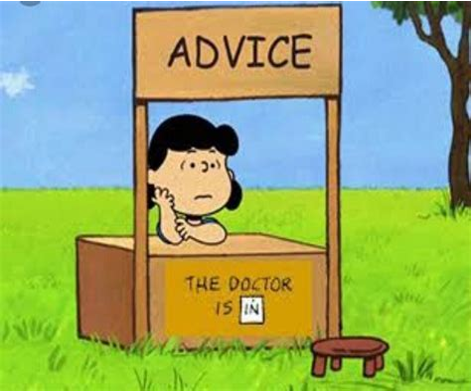 ADVICE
THE DOCTOR
IS IN